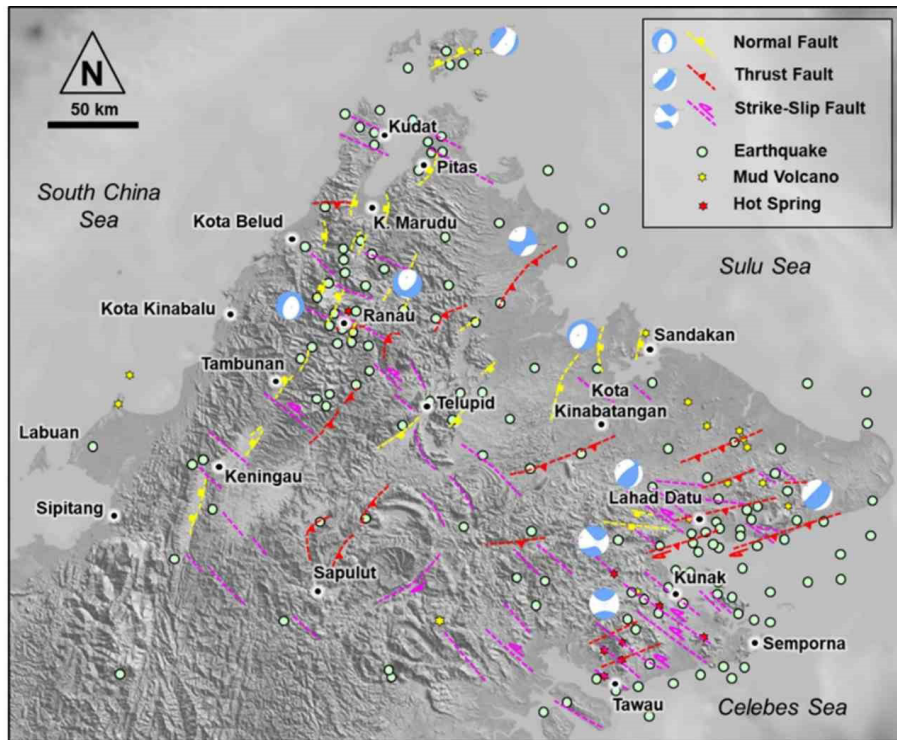 N
50 km
Normal Fault
Thrust Fault
Strike-Slip Fault
Earthquake
Mud Volcano
Hot Spring
South China
Sea
Kudat
Pitas
Kota Belud
K. Marudu
Sulu Sea
Kota Kinabalu
Ranau
Sandakan
Tambunan
Kota
Kinabatangan
Telupid
Labuan
Keningau
Lahad Datu
Sipitang
Sapulut
Kunak
Semporna
Tawau
Celebes Sea